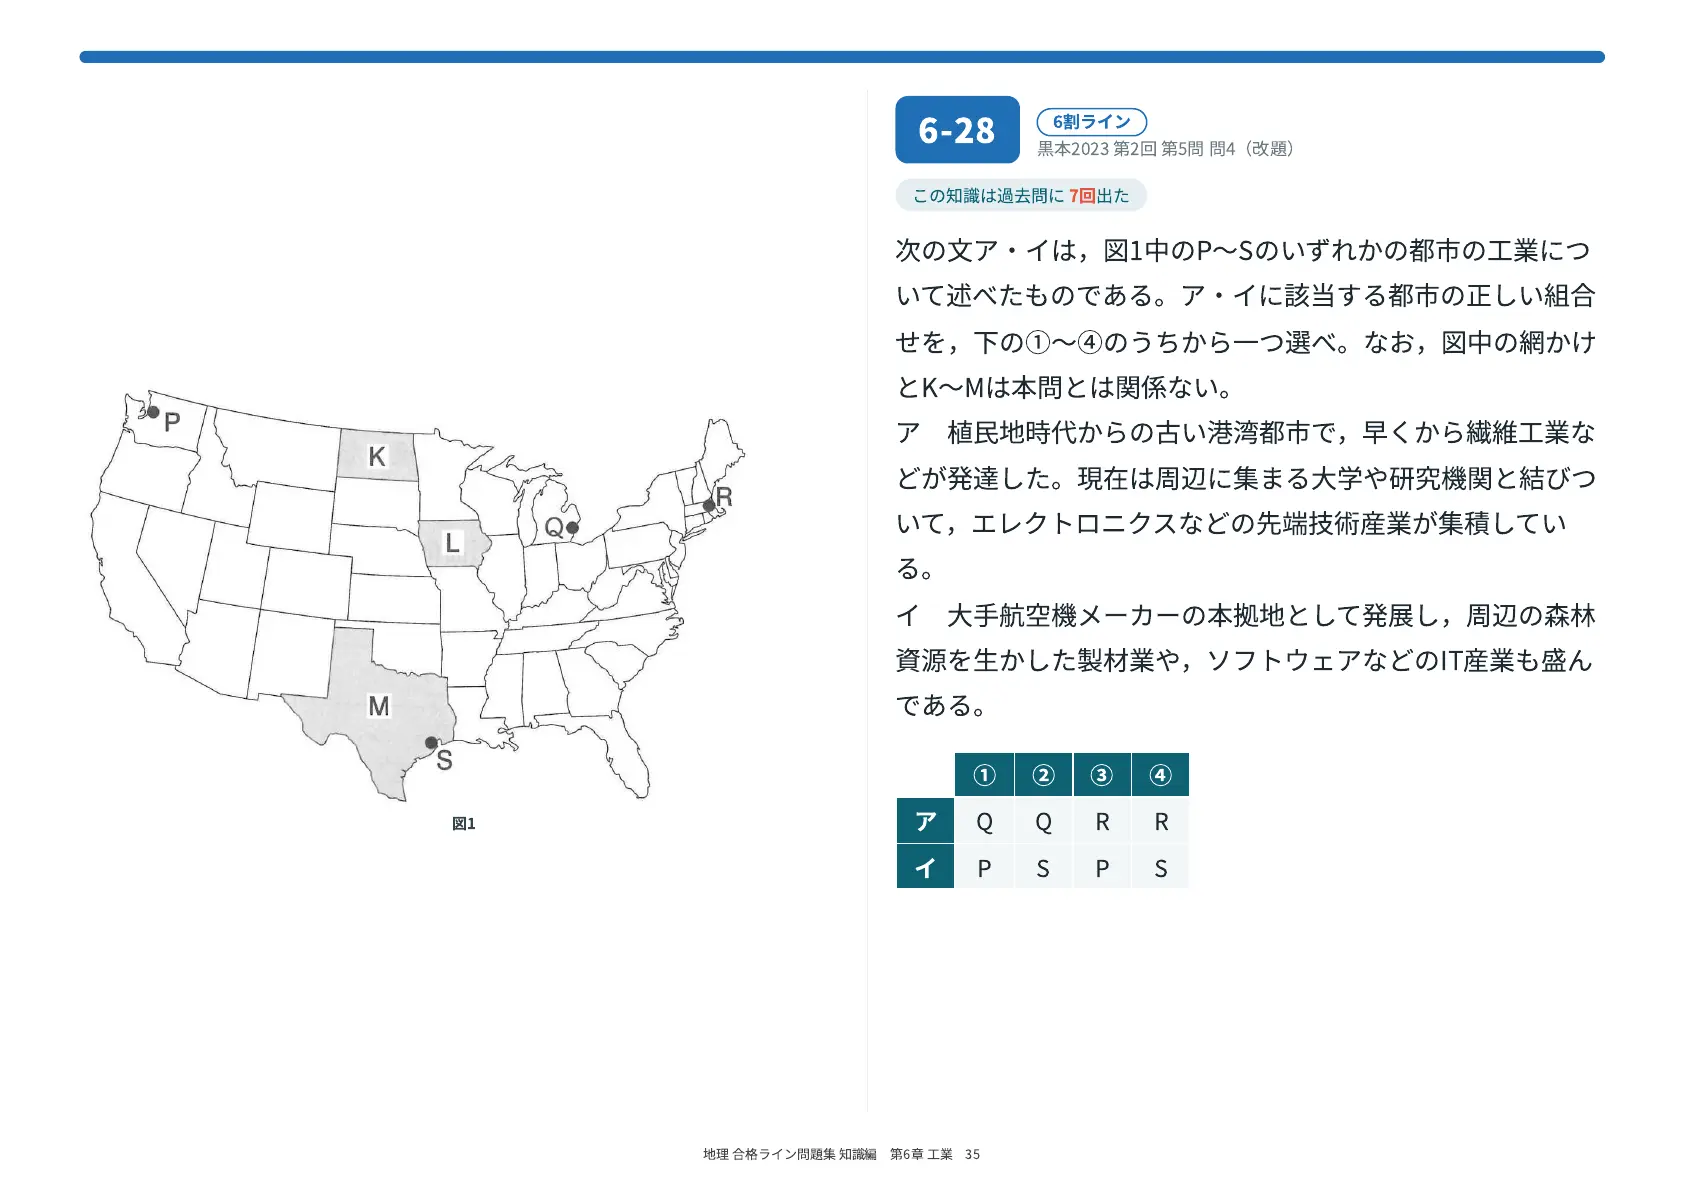 P
K
R
Q
L
M
S
図1
6-28
6割ライン
黒本2023 第2回 第5問 問4（改題）
この知識は過去問に 7回出た
次の文ア・イは，図1中のP～Sのいずれかの都市の工業につ
いて述べたものである。ア・イに該当する都市の正しい組合
せを，下の①～④のうちから一つ選べ。なお，図中の網かけ
とK～Mは本問とは関係ない。
ア　植民地時代からの古い港湾都市で，早くから繊維工業な
どが発達した。現在は周辺に集まる大学や研究機関と結びつ
いて，エレクトロニクスなどの先端技術産業が集積してい
る。
イ　大手航空機メーカーの本拠地として発展し，周辺の森林
資源を生かした製材業や，ソフトウェアなどのIT産業も盛ん
である。
① ② ③ ④
ア Q Q R R
イ P S P S
地理 合格ライン問題集 知識編　第6章 工業　35